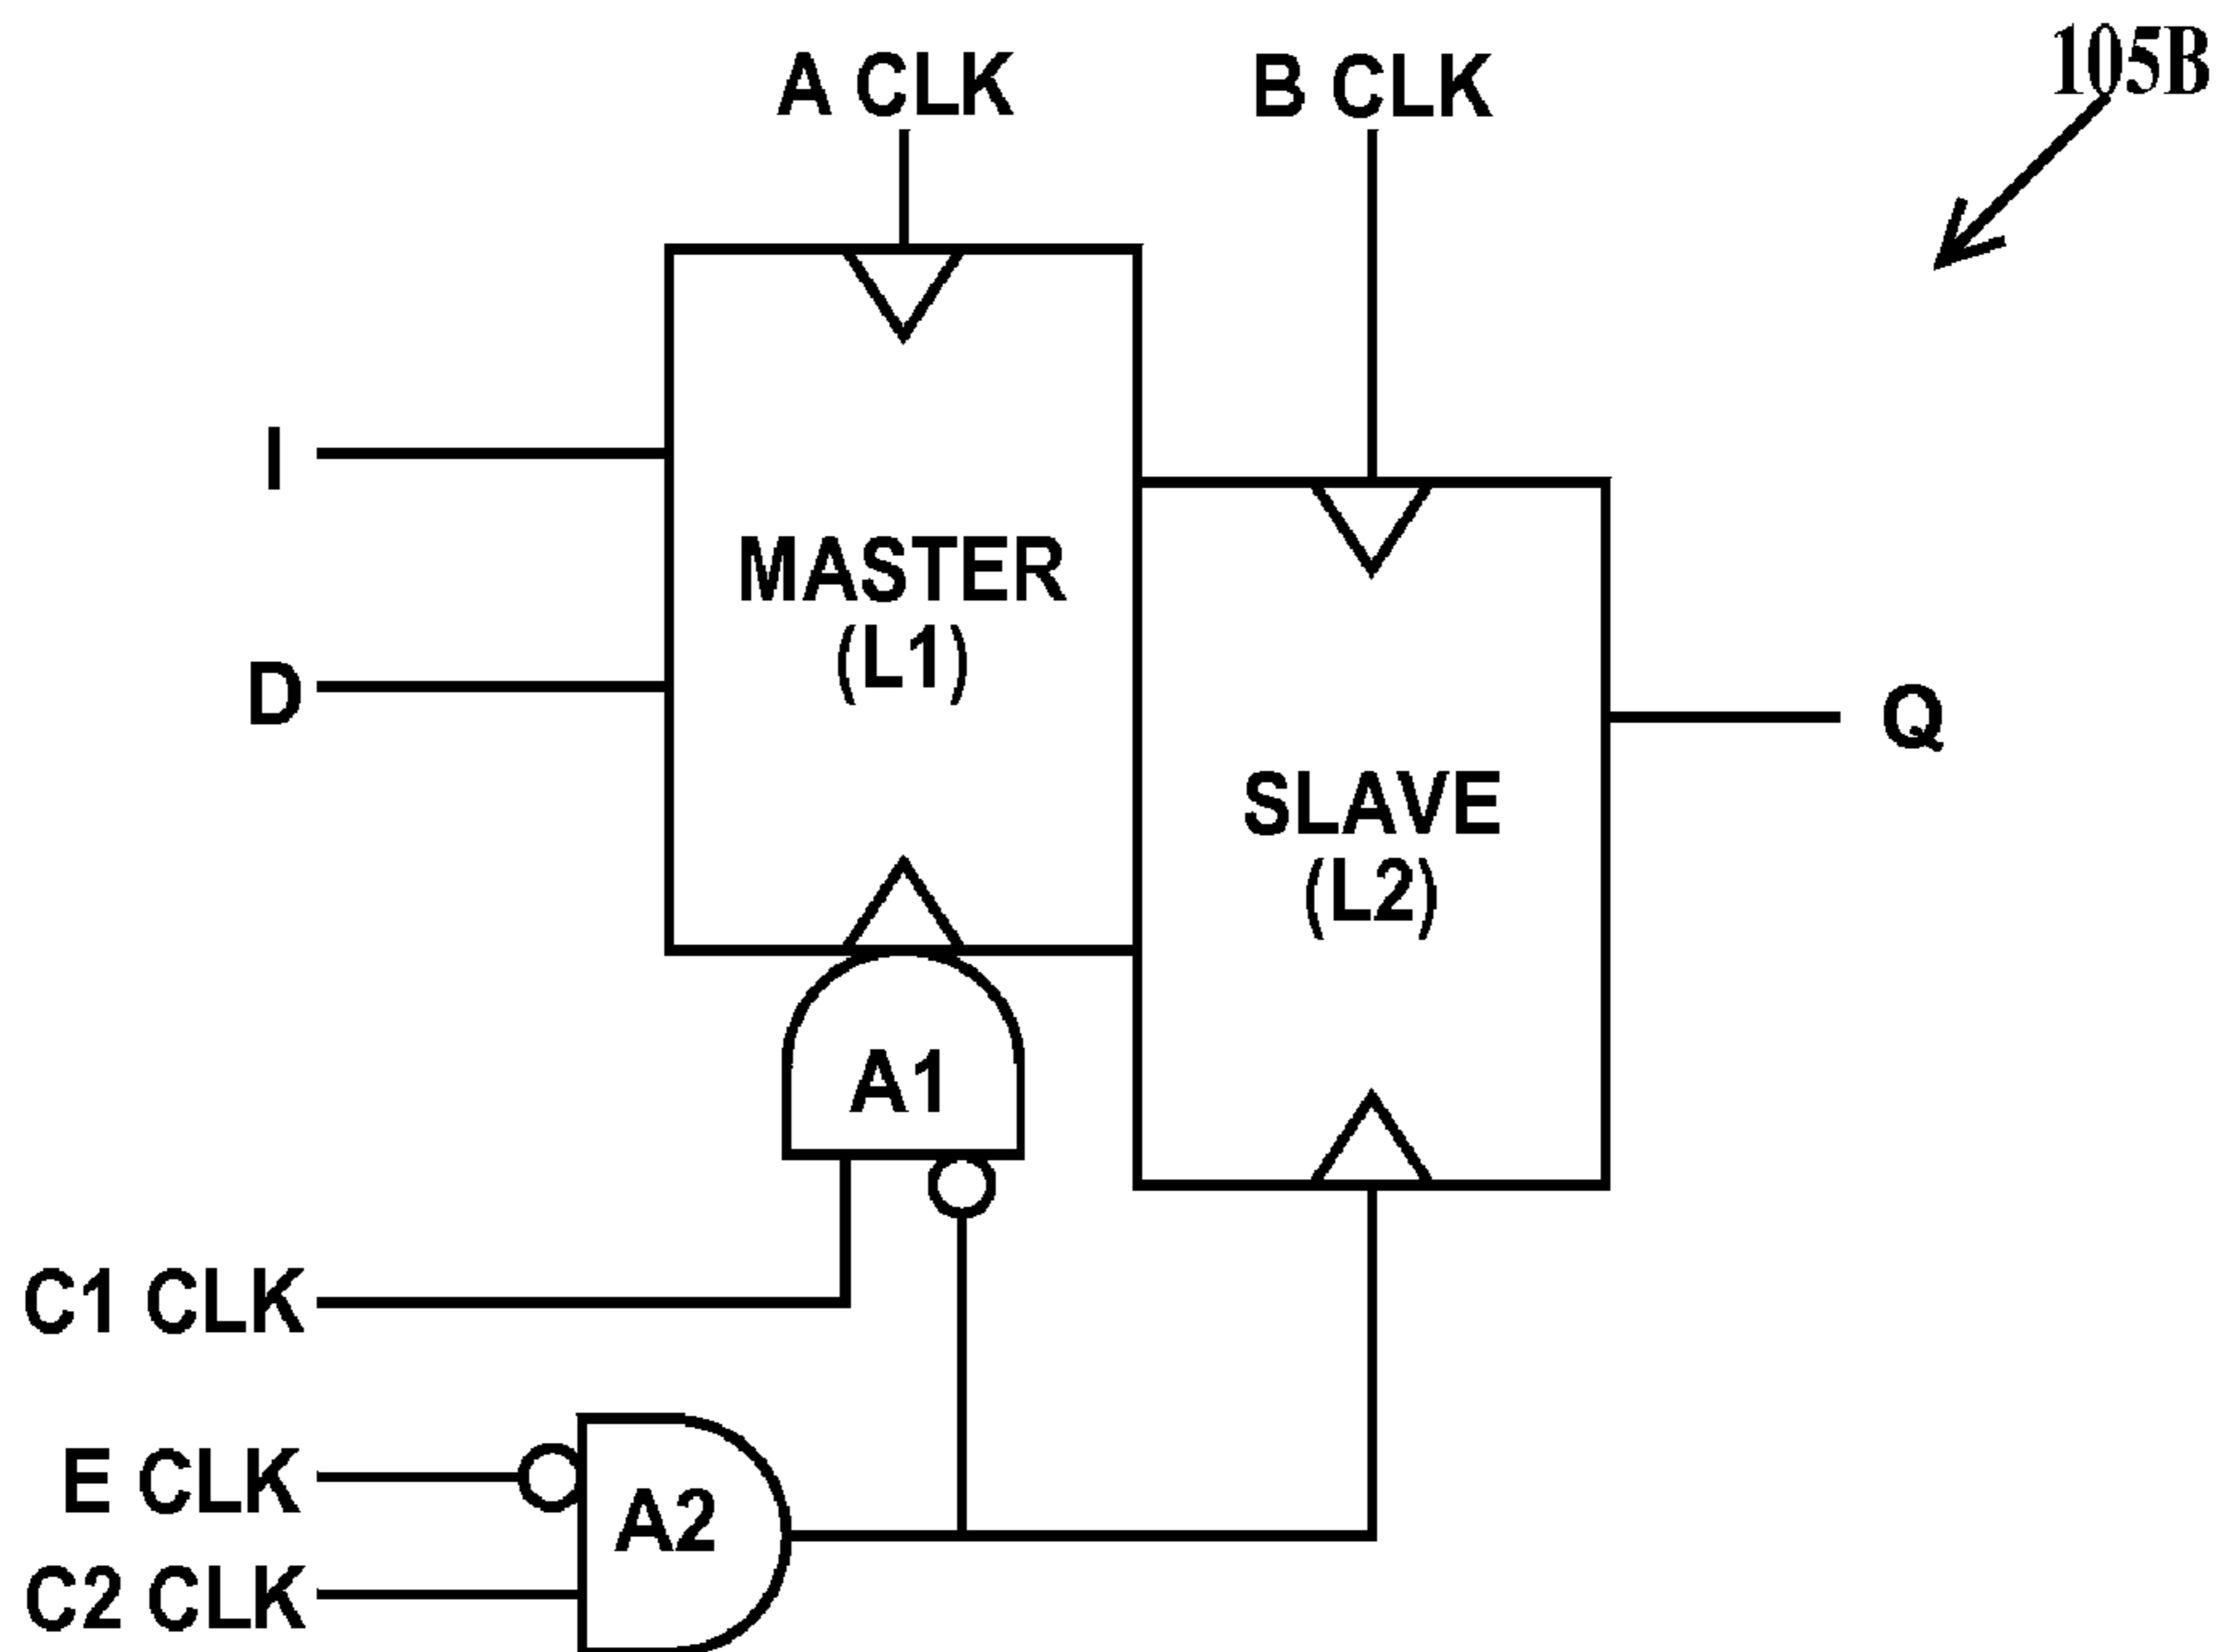 105B
A CLK
B CLK
I
D
MASTER
(L1)
Q
SLAVE
(L2)
A1
C1 CLK
E CLK
A2
C2 CLK